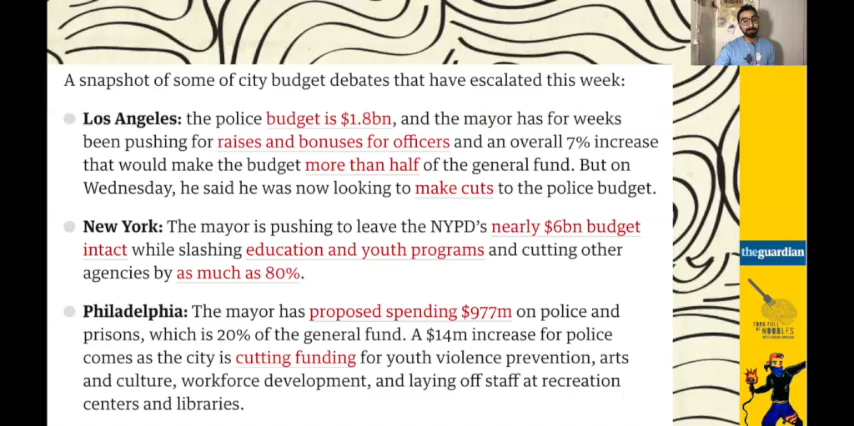 A snapshot of some of city budget debates that have escalated this week:
Los Angeles: the police budget is $1.8bn, and the mayor has for weeks
been pushing for raises and bonuses for officers and an overall 7% increase
that would make the budget more than half of the general fund. But on
Wednesday, he said he was now looking to make cuts to the police budget.
New York: The mayor is pushing to leave the NYPD’s nearly $6bn budget
intact while slashing education and youth programs and cutting other
agencies by as much as 80%.
Philadelphia: The mayor has proposed spending $977m on police and
prisons, which is 20% of the general fund. A $14m increase for police
comes as the city is cutting funding for youth violence prevention, arts
and culture, workforce development, and laying off staff at recreation
centers and libraries.
theguardian
FORK FULL
OF NOODLES